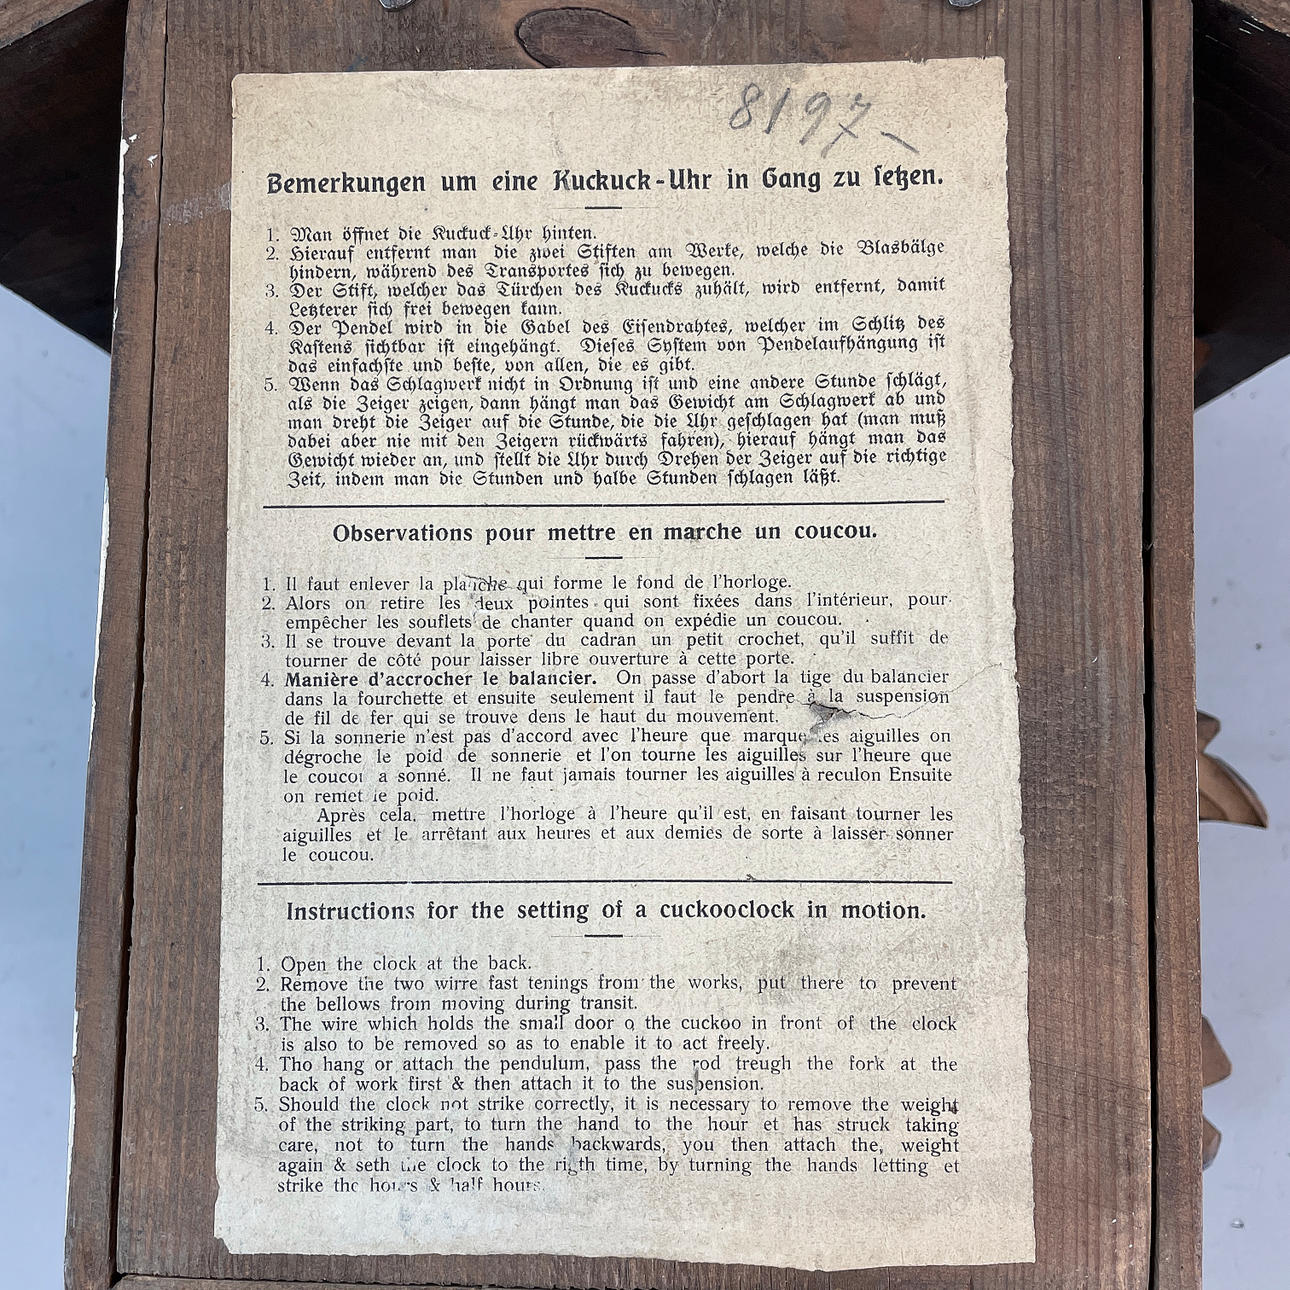 8197
Bemerkungen um eine Kuckuck-Uhr in Gang zu ſetzen.
1. Man öffnet die Kuckuck-Uhr hinten.
2. Hierauf entfernt man die zwei Stiften am Werke, welche die Blasbälge
hindern, während des Transportes ſich zu bewegen.
3. Der Stift, welcher das Türchen des Kuckucks zuhält, wird entfernt, damit
Letzterer ſich frei bewegen kann.
4. Der Pendel wird in die Gabel des Eiſendrahtes, welcher im Schlitz des
Kaſtens ſichtbar iſt eingehängt. Dieſes Syſtem von Pendelaufhängung iſt
das einfachſte und beſte, von allen, die es gibt.
5. Wenn das Schlagwerk nicht in Ordnung iſt und eine andere Stunde ſchlägt,
als die Zeiger zeigen, dann hängt man das Gewicht am Schlagwerk ab und
man dreht die Zeiger auf die Stunde, die die Uhr geſchlagen hat (man muß
dabei aber nie mit den Zeigern rückwärts fahren), hierauf hängt man das
Gewicht wieder an, und ſtellt die Uhr durch Drehen der Zeiger auf die richtige
Zeit, indem man die Stunden und halbe Stunden ſchlagen läßt.
Observations pour mettre en marche un coucou.
1. Il faut enlever la planche qui forme le fond de l'horloge.
2. Alors on retire les deux pointes qui sont fixées dans l'intérieur, pour
empêcher les souflets de chanter quand on expédie un coucou.
3. Il se trouve devant la porte du cadran un petit crochet, qu'il suffit de
tourner de côté pour laisser libre ouverture à cette porte.
4. Manière d'accrocher le balancier. On passe d'abort la tige du balancier
dans la fourchette et ensuite seulement il faut le pendre à la suspension
de fil de fer qui se trouve dens le haut du mouvement.
5. Si la sonnerie n'est pas d'accord avec l'heure que marque les aiguilles on
dégroche le poid de sonnerie et l'on tourne les aiguilles sur l'heure que
le coucou a sonné. Il ne faut jamais tourner les aiguilles à reculon Ensuite
on remet le poid.
Après cela, mettre l'horloge à l'heure qu'il est, en faisant tourner les
aiguilles et le arrêtant aux heures et aux demies de sorte à laisser sonner
le coucou.
Instructions for the setting of a cuckooclock in motion.
1. Open the clock at the back.
2. Remove the two wirre fast tenings from the works, put there to prevent
the bellows from moving during transit.
3. The wire which holds the small door o the cuckoo in front of the clock
is also to be removed so as to enable it to act freely.
4. Tho hang or attach the pendulum, pass the rod treugh the fork at the
back of work first & then attach it to the suspension.
5. Should the clock not strike correctly, it is necessary to remove the weight
of the striking part, to turn the hand to the hour et has struck taking
care, not to turn the hands backwards, you then attach the, weight
again & seth the clock to the rigth time, by turning the hands letting et
strike the hours & half hours.